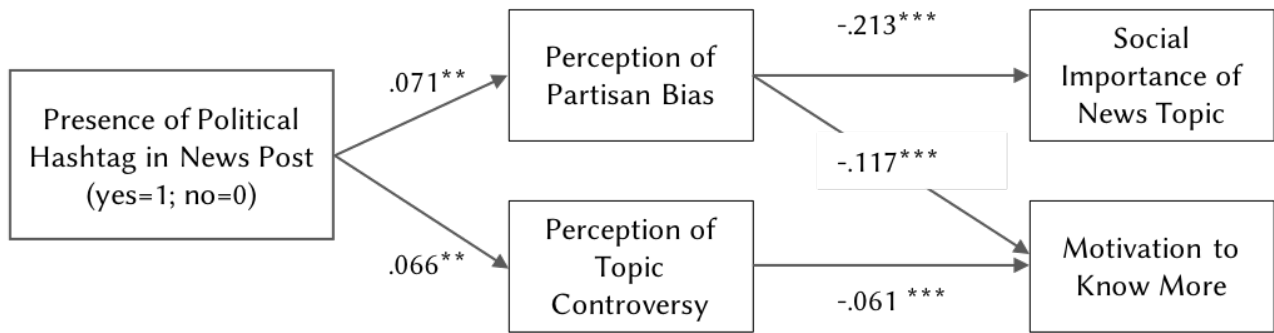 Presence of Political
Hashtag in News Post
(yes=1; no=0)
.071**
.066**
Perception of
Partisan Bias
Perception of
Topic
Controversy
-.213***
-.117***
-.061 ***
Social
Importance of
News Topic
Motivation to
Know More